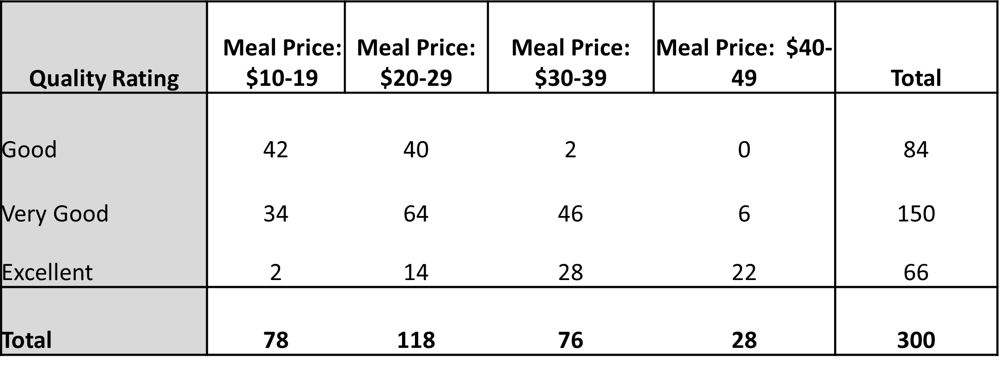 Quality Rating Meal Price: $10-19 Meal Price: $20-29 Meal Price: $30-39 Meal Price: $40-49 Total
Good 42 40 2 0 84
Very Good 34 64 46 6 150
Excellent 2 14 28 22 66
Total 78 118 76 28 300